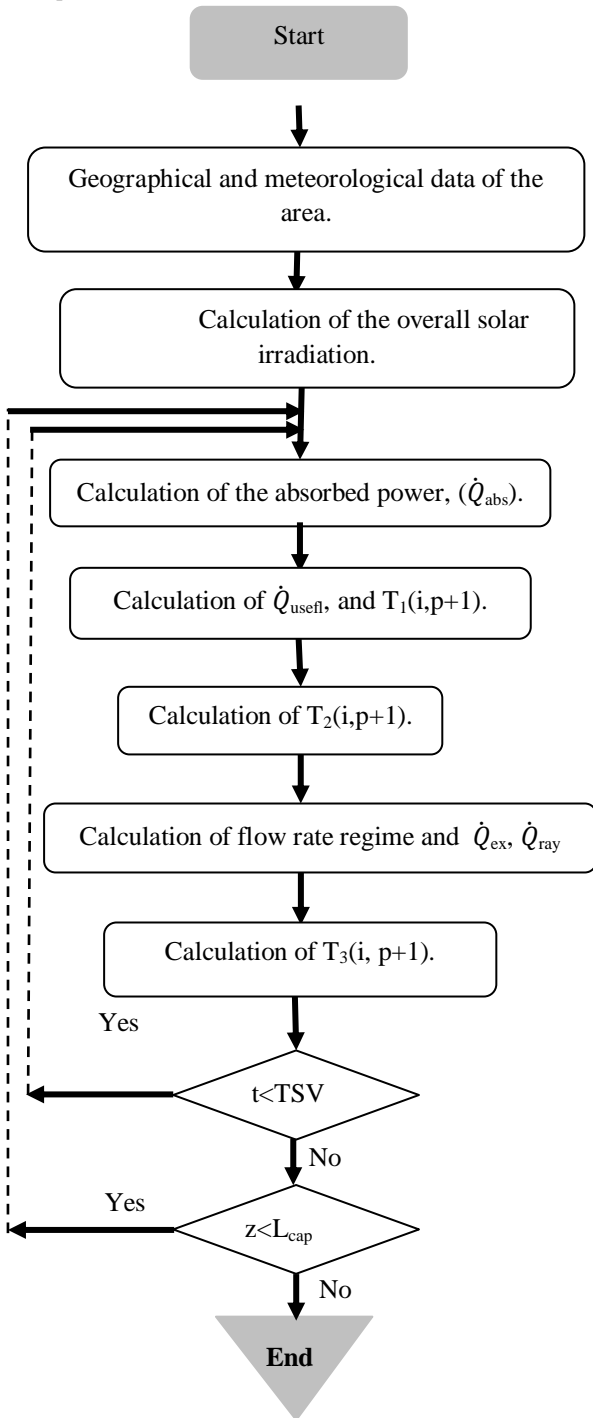 Start
Geographical and meteorological data of the
area.
Calculation of the overall solar
irradiation.
Calculation of the absorbed power, (Q̇abs).
Calculation of Q̇usefl, and T₁(i,p+1).
Calculation of T₂(i,p+1).
Calculation of flow rate regime and Q̇ex, Q̇ray
Calculation of T₃(i, p+1).
Yes
t<TSV
No
Yes
z<Lcap
No
End